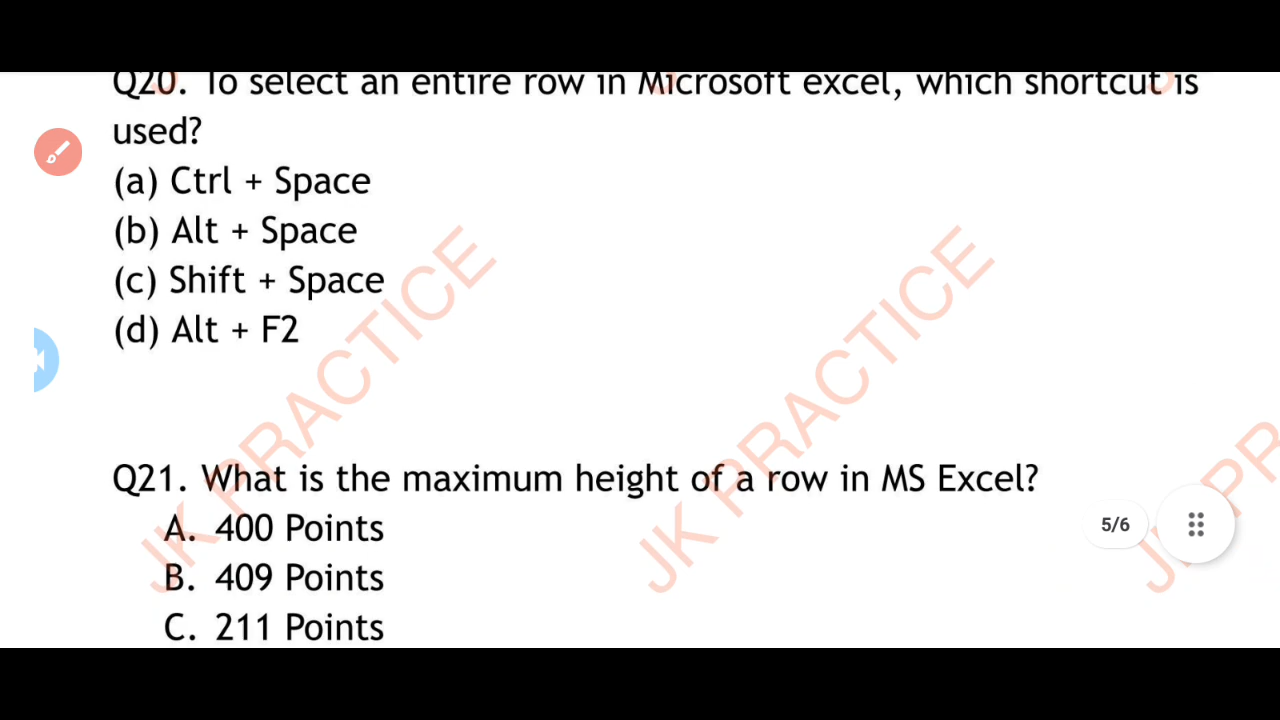 Q20. To select an entire row in Microsoft excel, which shortcut is
used?
(a) Ctrl + Space
(b) Alt + Space
(c) Shift + Space
(d) Alt + F2
Q21. What is the maximum height of a row in MS Excel?
A. 400 Points
B. 409 Points
C. 211 Points
5/6
JK PRACTICE
JK PRACTICE